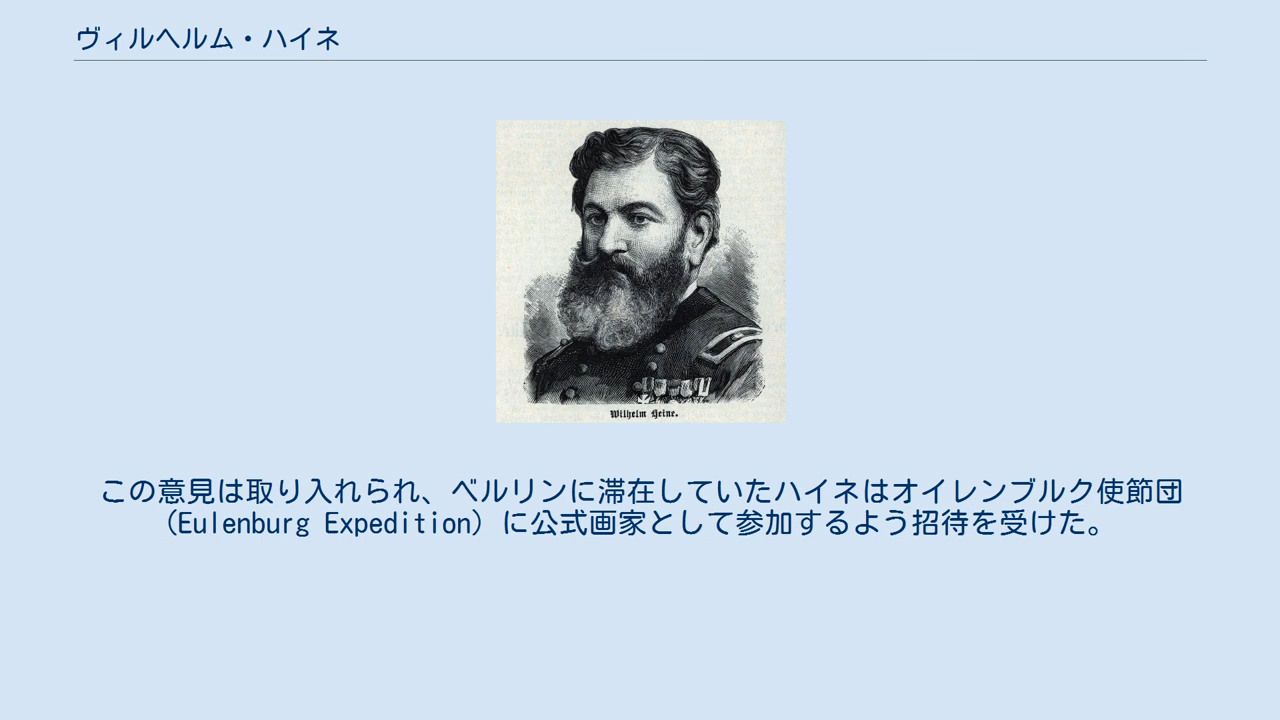 ヴィルヘルム・ハイネ
Wilhelm Heine.
この意見は取り入れられ、ベルリンに滞在していたハイネはオイレンブルク使節団
（Eulenburg Expedition）に公式画家として参加するよう招待を受けた。